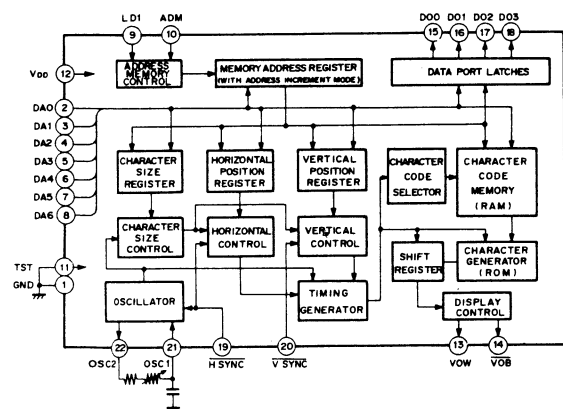 LD1 ADM DO0 DO1 DO2 DO3
9 10 15 16 17 18
VDD 12
ADDRESS
MEMORY
CONTROL
MEMORY ADDRESS REGISTER
(WITH ADDRESS INCREMENT MODE)
DATA PORT LATCHES
DA0 2
DA1 3
DA2 4
DA3 5
DA4 6
DA5 7
DA6 8
CHARACTER
SIZE
REGISTER
HORIZONTAL
POSITION
REGISTER
VERTICAL
POSITION
REGISTER
CHARACTER
CODE
SELECTOR
CHARACTER
CODE
MEMORY
(RAM)
CHARACTER
SIZE
CONTROL
HORIZONTAL
CONTROL
VERTICAL
CONTROL
SHIFT
REGISTER
CHARACTER
GENERATOR
(ROM)
TST 11
GND 1
OSCILLATOR
TIMING
GENERATOR
DISPLAY
CONTROL
22 21 19 20 13 14
OSC2 OSC1 H SYNC V SYNC VOW VOB